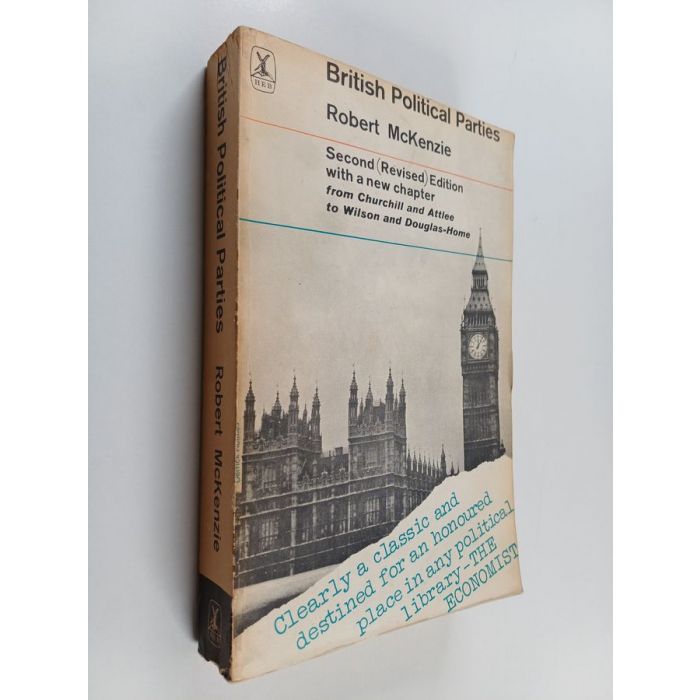 HEB
British Political Parties
Robert McKenzie
Second (Revised) Edition
with a new chapter
from Churchill and Attlee
to Wilson and Douglas-Home
Clearly a classic and
destined for an honoured
place in any political
library-THE
ECONOMIST
British Political Parties Robert McKenzie
HEB